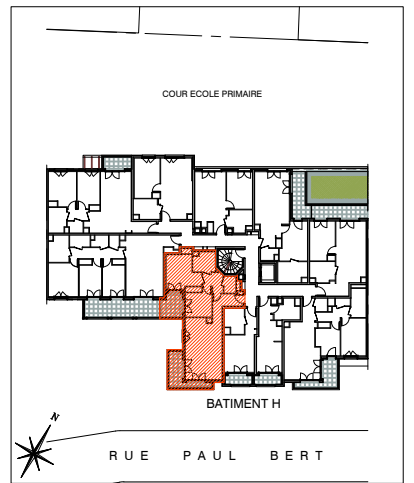 COUR ECOLE PRIMAIRE
BATIMENT H
N
RUE PAUL BERT